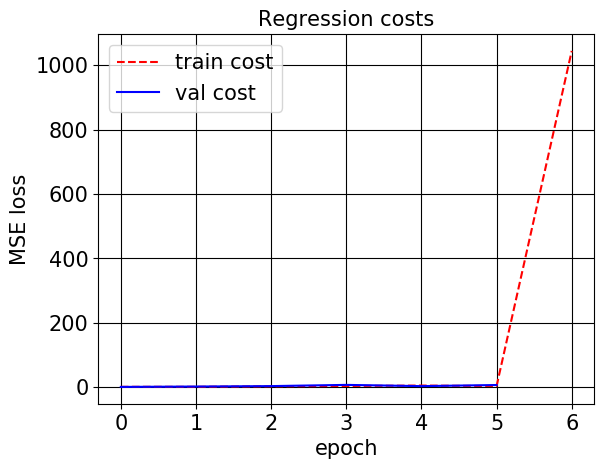 Regression costs
train cost
val cost
MSE loss
1000
800
600
400
200
0
0 1 2 3 4 5 6
epoch